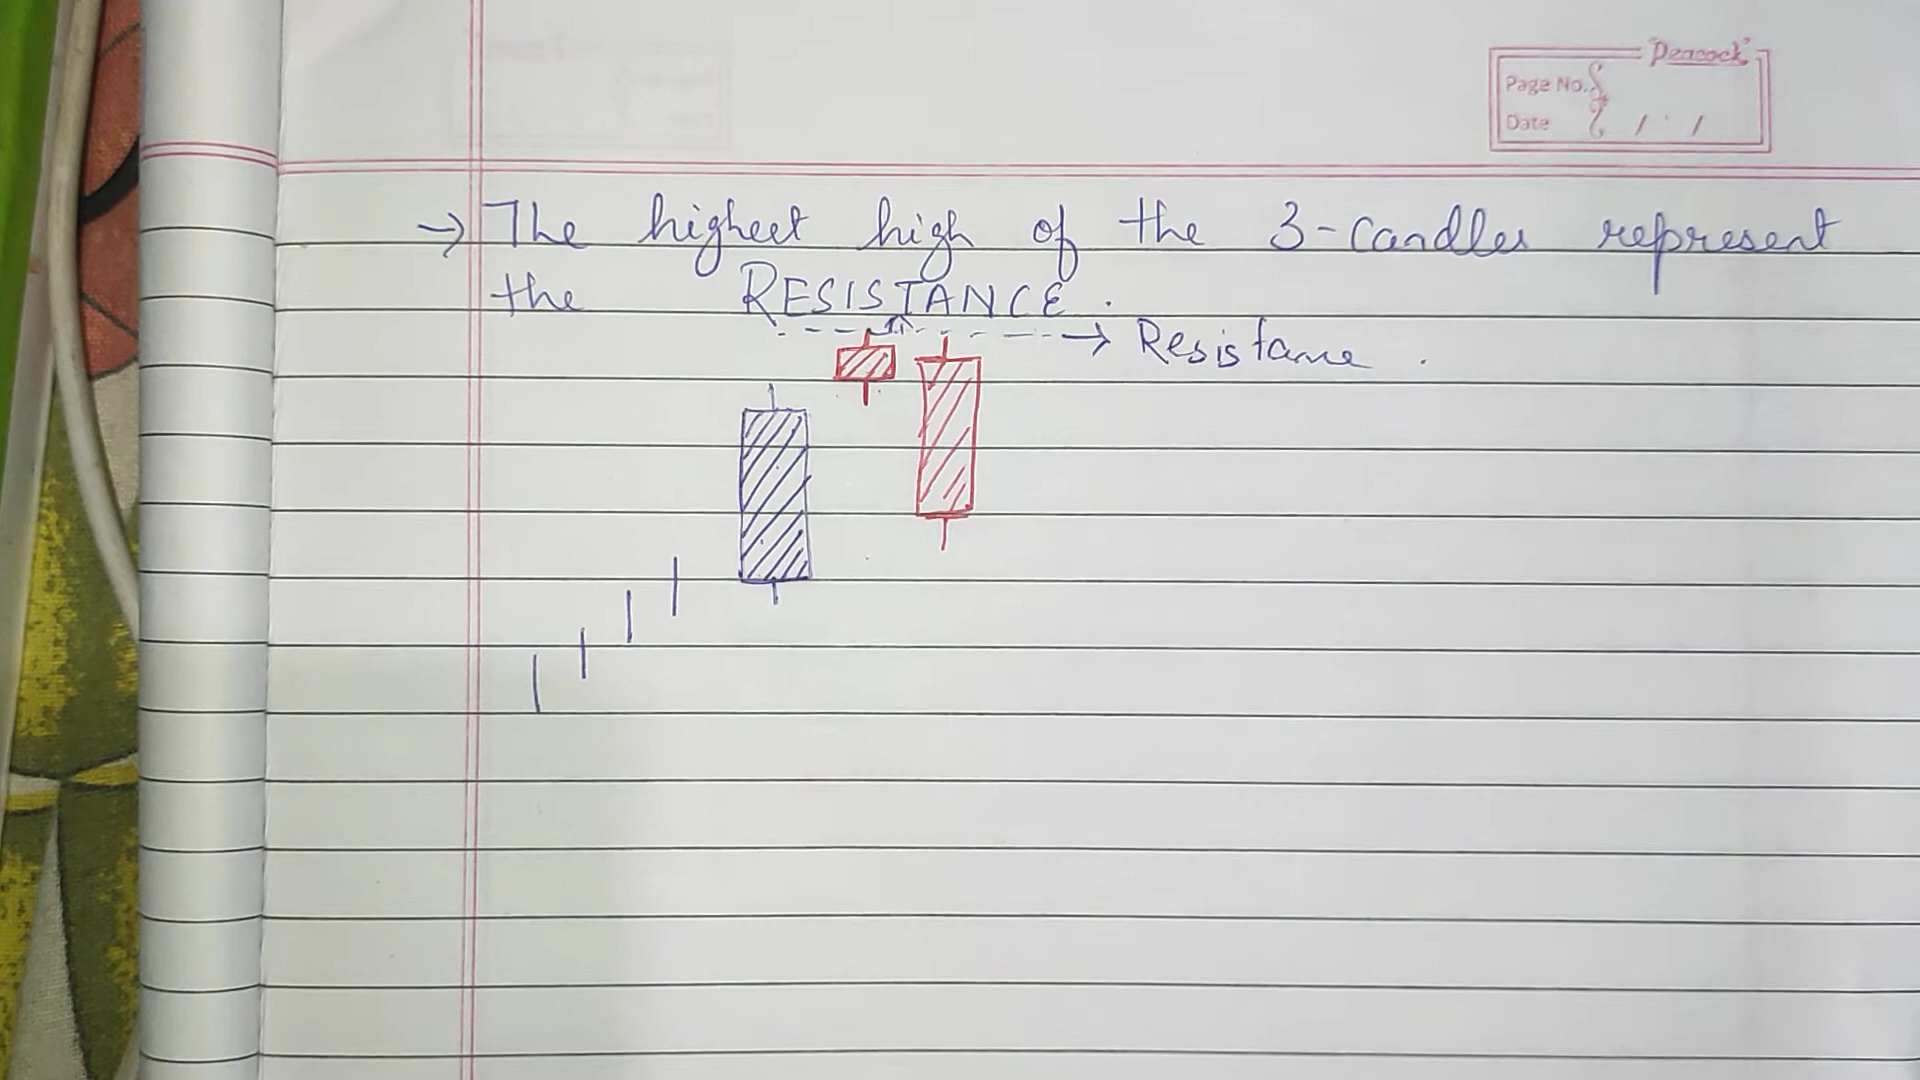 "Peacock"
Page No.
Date / /
→ The highest high of the 3-candles represent
the RESISTANCE.
→ Resistance.